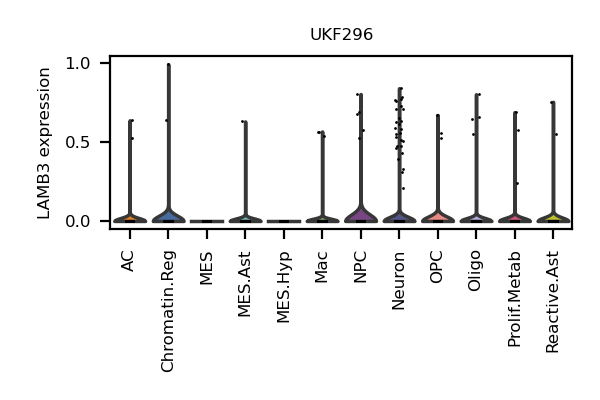 UKF296
LAMB3 expression
1.0
0.5
0.0
AC
Chromatin.Reg
MES
MES.Ast
MES.Hyp
Mac
NPC
Neuron
OPC
Oligo
Prolif.Metab
Reactive.Ast